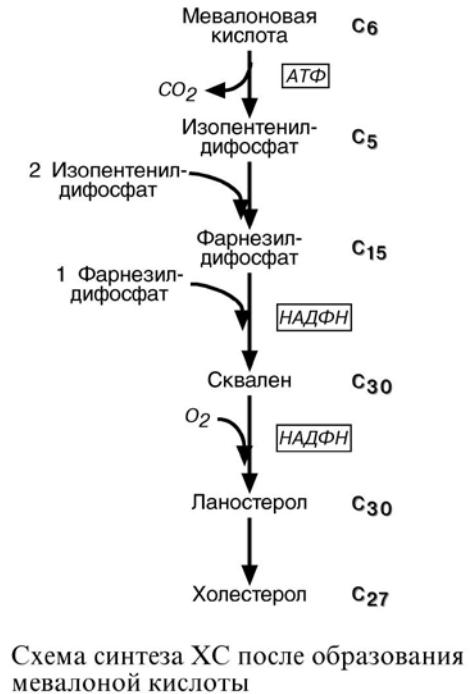 Мевалоновая
кислота
C6
АТФ
CO2
Изопентенил-
дифосфат
C5
2 Изопентенил-
дифосфат
Фарнезил-
дифосфат
C15
1 Фарнезил-
дифосфат
НАДФН
Сквален
C30
O2
НАДФН
Ланостерол
C30
Холестерол
C27
Схема синтеза ХС после образования
мевалоной кислоты